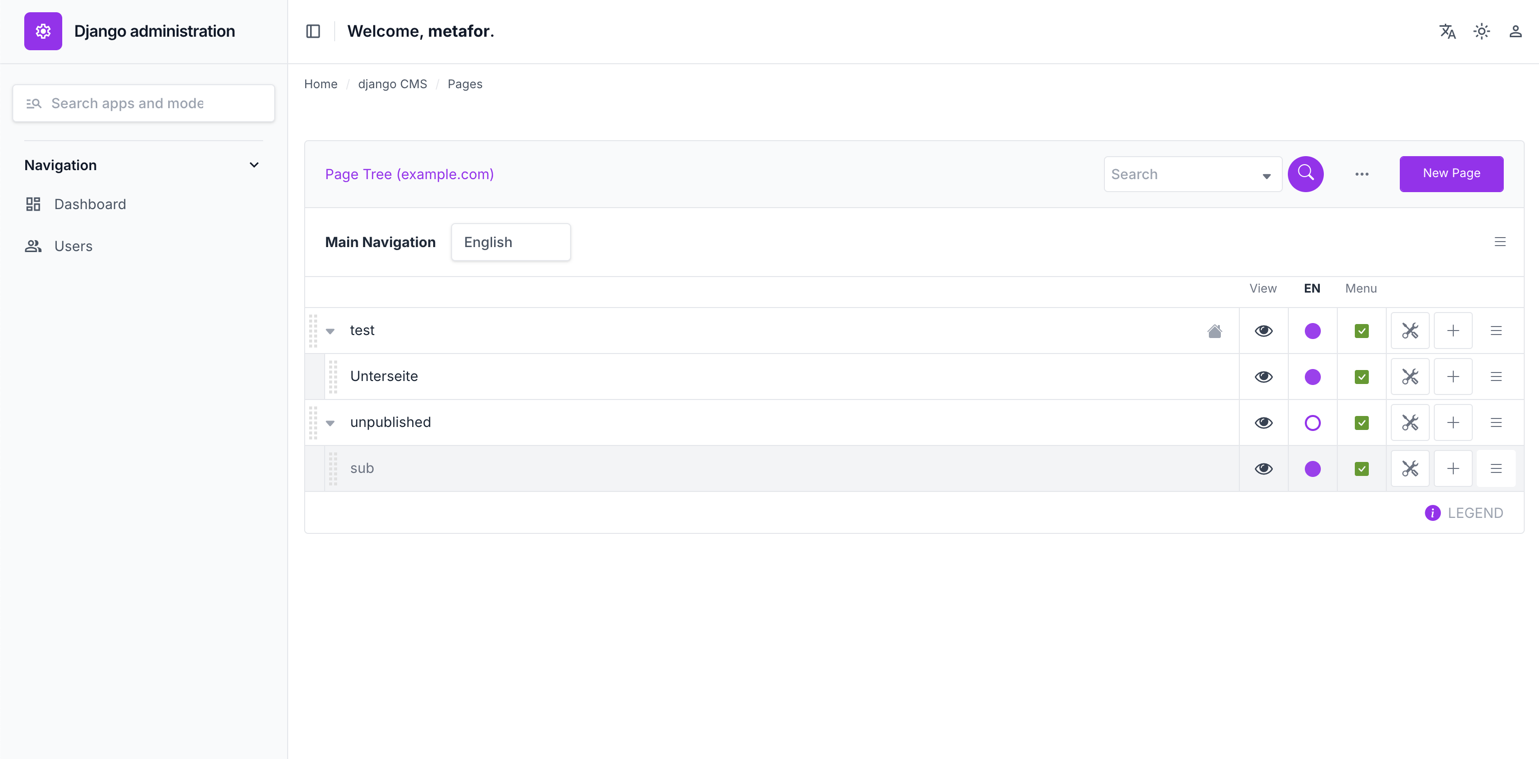 Django administration
Welcome, metafor.
Search apps and mode
Navigation
Dashboard
Users
Home / django CMS / Pages
Page Tree (example.com)
Search
New Page
Main Navigation
English
View EN Menu
test
Unterseite
unpublished
sub
i LEGEND